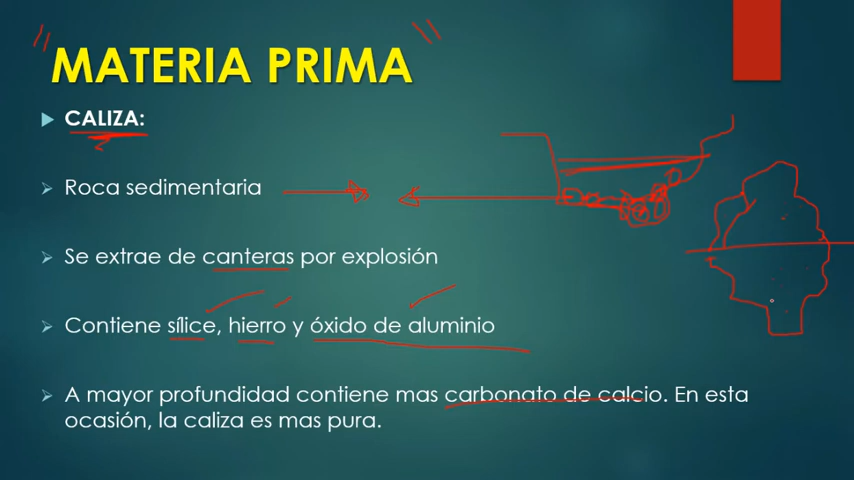 MATERIA PRIMA
CALIZA:
Roca sedimentaria
Se extrae de canteras por explosión
Contiene sílice, hierro y óxido de aluminio
A mayor profundidad contiene mas carbonato de calcio. En esta
ocasión, la caliza es mas pura.